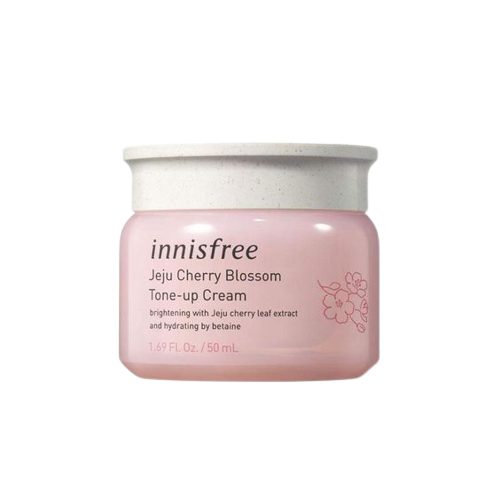 innisfree
Jeju Cherry Blossom
Tone-up Cream
brightening with Jeju cherry leaf extract
and hydrating by betaine
1.69 Fl. Oz. / 50 mL